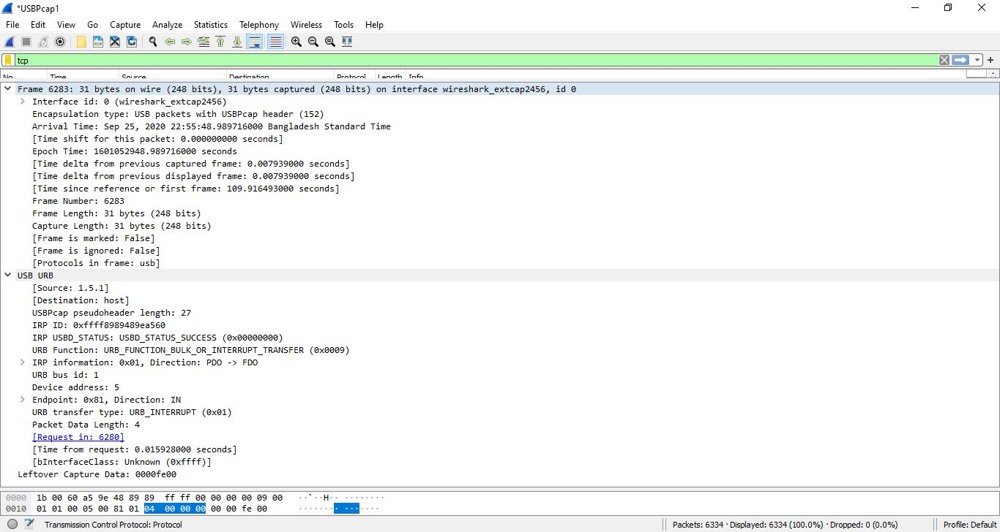 *USBPcap1
File Edit View Go Capture Analyze Statistics Telephony Wireless Tools Help
tcp
No. Time Source Destination Protocol Length Info
Frame 6283: 31 bytes on wire (248 bits), 31 bytes captured (248 bits) on interface wireshark_extcap2456, id 0
Interface id: 0 (wireshark_extcap2456)
Encapsulation type: USB packets with USBPcap header (152)
Arrival Time: Sep 25, 2020 22:55:48.989716000 Bangladesh Standard Time
[Time shift for this packet: 0.000000000 seconds]
Epoch Time: 1601052948.989716000 seconds
[Time delta from previous captured frame: 0.007939000 seconds]
[Time delta from previous displayed frame: 0.007939000 seconds]
[Time since reference or first frame: 109.916493000 seconds]
Frame Number: 6283
Frame Length: 31 bytes (248 bits)
Capture Length: 31 bytes (248 bits)
[Frame is marked: False]
[Frame is ignored: False]
[Protocols in frame: usb]
USB URB
[Source: 1.5.1]
[Destination: host]
USBPcap pseudoheader length: 27
IRP ID: 0xffff8989489ea560
IRP USBD_STATUS: USBD_STATUS_SUCCESS (0x00000000)
URB Function: URB_FUNCTION_BULK_OR_INTERRUPT_TRANSFER (0x0009)
IRP information: 0x01, Direction: PDO -> FDO
URB bus id: 1
Device address: 5
Endpoint: 0x81, Direction: IN
URB transfer type: URB_INTERRUPT (0x01)
Packet Data Length: 4
[Request in: 6280]
[Time from request: 0.015928000 seconds]
[bInterfaceClass: Unknown (0xffff)]
Leftover Capture Data: 0000fe00
0000 1b 00 60 a5 9e 48 89 89 ff ff 00 00 00 00 09 00 ··`··H·· ········
0010 01 01 00 05 00 81 01 04 00 00 00 00 00 fe 00 ········ ·······
Transmission Control Protocol: Protocol Packets: 6334 · Displayed: 6334 (100.0%) · Dropped: 0 (0.0%) Profile: Default